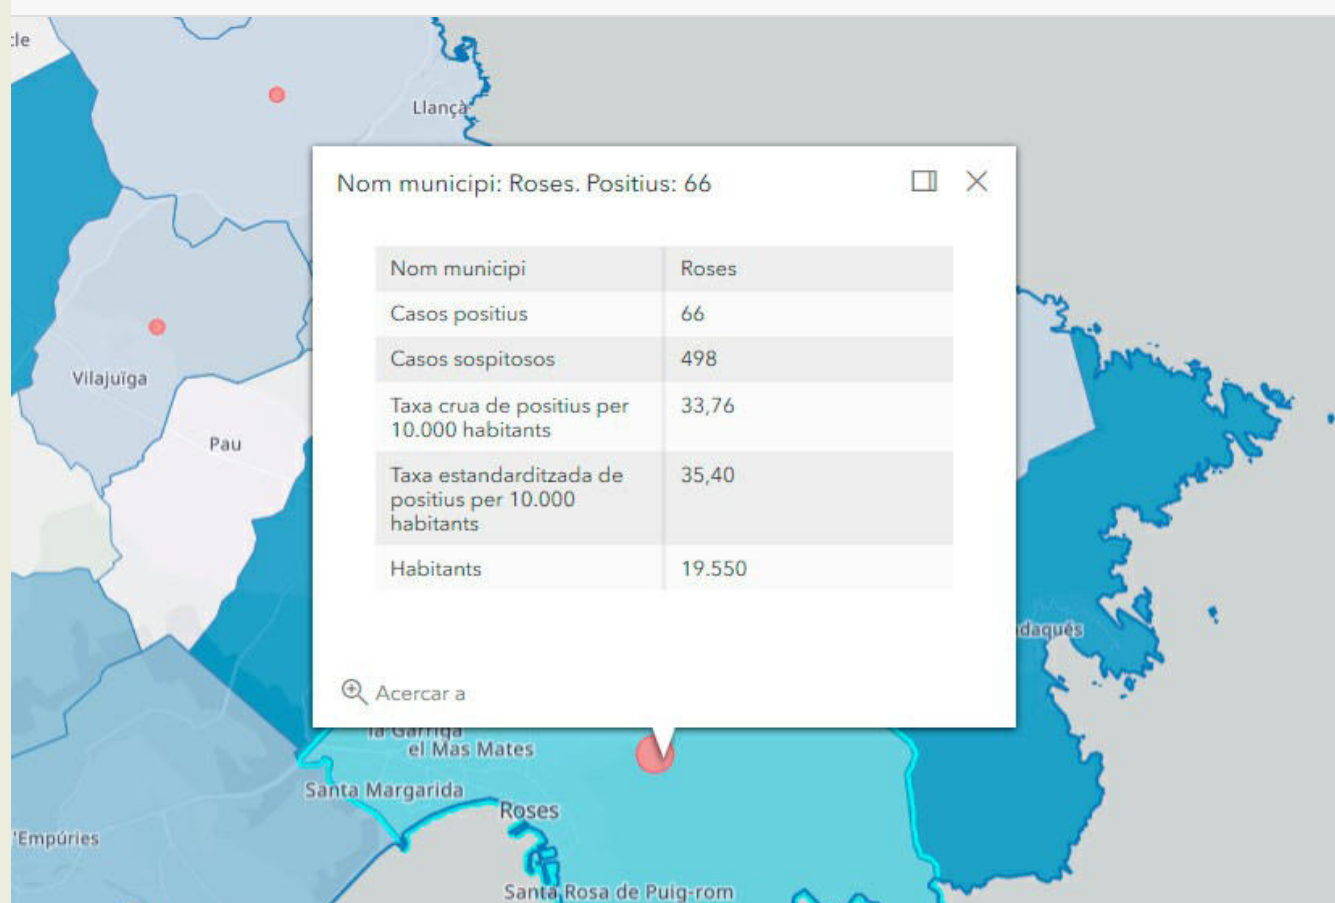 Llançà
Nom municipi: Roses. Positius: 66
Nom municipi Roses
Casos positius 66
Casos sospitosos 498
Vilajuïga
Taxa crua de positius per 33,76
10.000 habitants
Pau
Taxa estandarditzada de 35,40
positius per 10.000
habitants
Habitants 19.550
daqués
Acercar a
la Garriga
el Mas Mates
Santa Margarida
Roses
'Empúries
Santa Rosa de Puig-rom